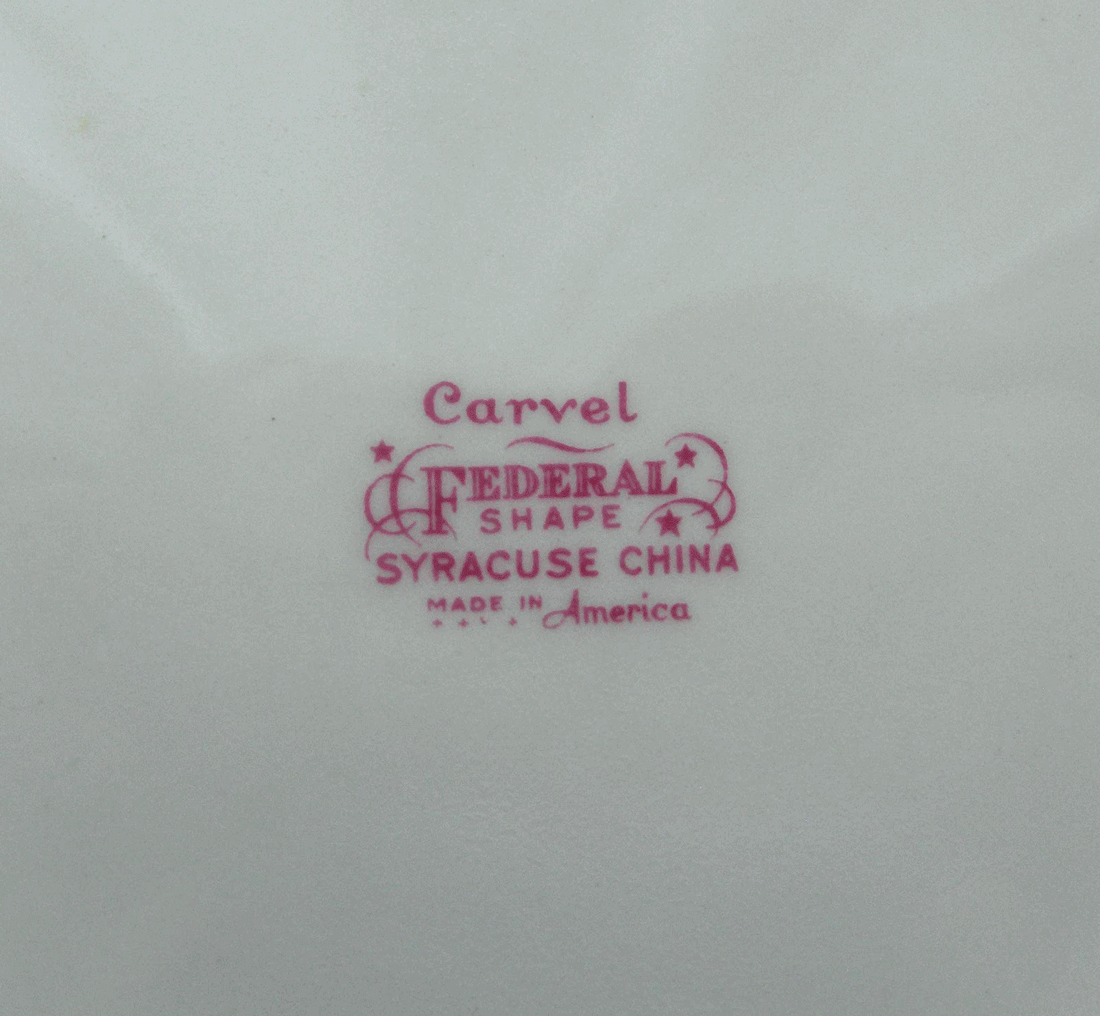 Carvel
FEDERAL
SHAPE
SYRACUSE CHINA
MADE IN America